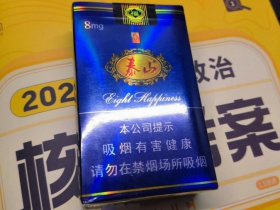 8mg
泰山
Eight Happiness
本公司提示
吸烟有害健康
请勿在禁烟场所吸烟
202
政治
核
案